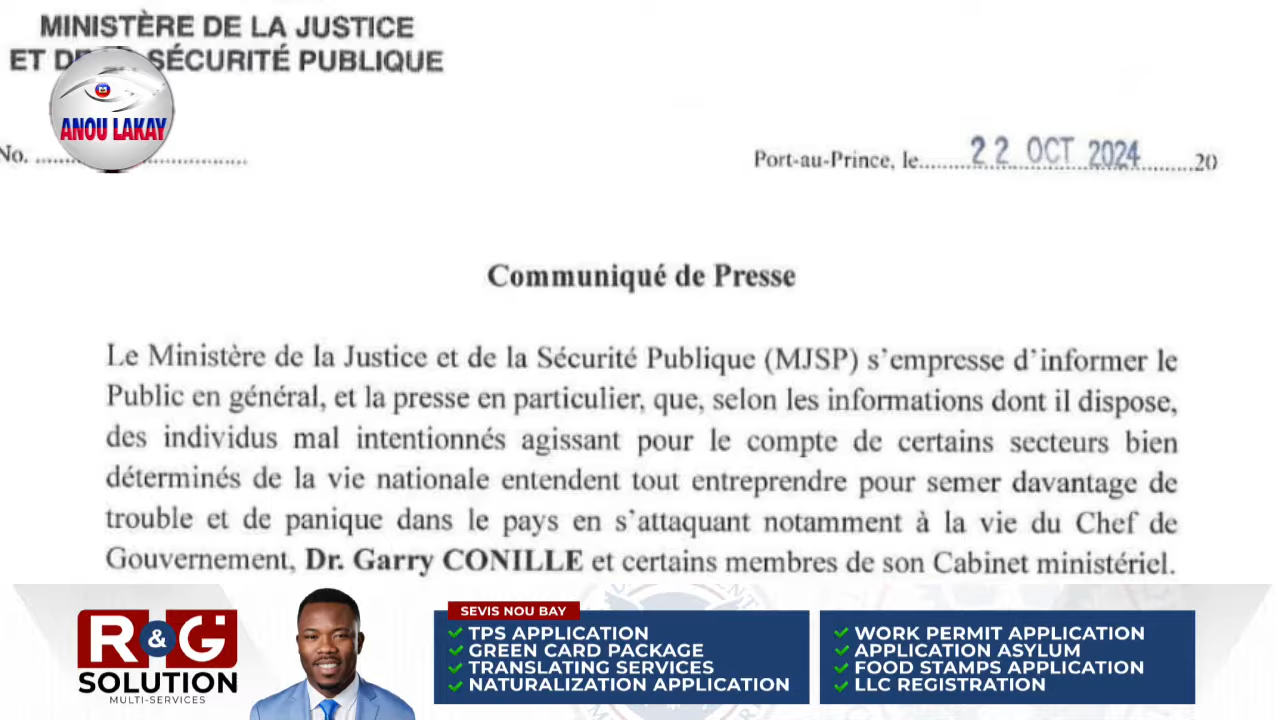 MINISTÈRE DE LA JUSTICE
ET DE SÉCURITÉ PUBLIQUE
ANOU LAKAY
No. ................................
Port-au-Prince, le............22 OCT 2024............20
Communiqué de Presse
Le Ministère de la Justice et de la Sécurité Publique (MJSP) s’empresse d’informer le
Public en général, et la presse en particulier, que, selon les informations dont il dispose,
des individus mal intentionnés agissant pour le compte de certains secteurs bien
déterminés de la vie nationale entendent tout entreprendre pour semer davantage de
trouble et de panique dans le pays en s’attaquant notamment à la vie du Chef de
Gouvernement, Dr. Garry CONILLE et certains membres de son Cabinet ministériel.
R&G
SOLUTION
MULTI-SERVICES
SEVIS NOU BAY
TPS APPLICATION
GREEN CARD PACKAGE
TRANSLATING SERVICES
NATURALIZATION APPLICATION
WORK PERMIT APPLICATION
APPLICATION ASYLUM
FOOD STAMPS APPLICATION
LLC REGISTRATION